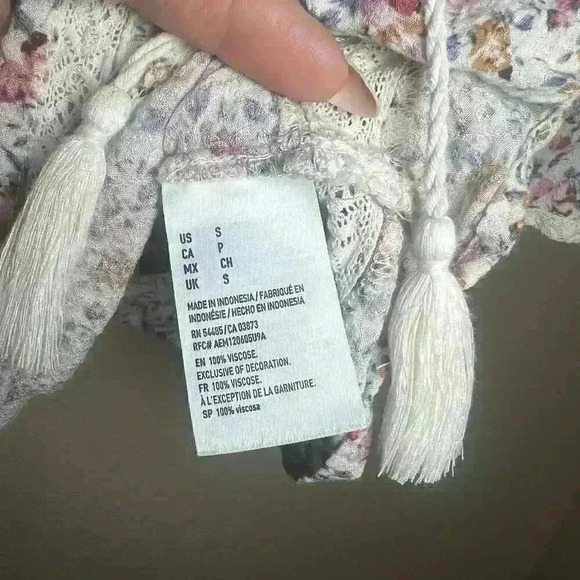 US S
CA P
MX CH
UK S
MADE IN INDONESIA / FABRIQUÉ EN
INDONÉSIE / HECHO EN INDONESIA
RN 54485 / CA 03873
RFC# AEM120605U9A
EN 100% VISCOSE.
EXCLUSIVE OF DECORATION.
FR 100% VISCOSE.
À L'EXCEPTION DE LA GARNITURE.
SP 100% viscosa